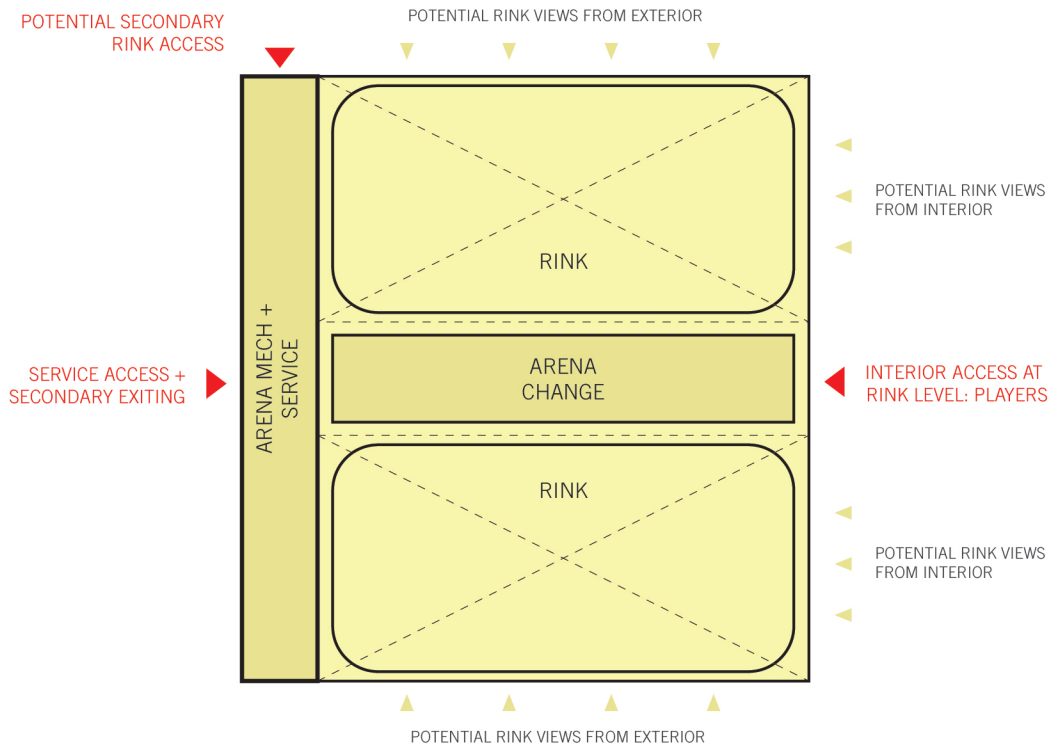 POTENTIAL SECONDARY
RINK ACCESS
POTENTIAL RINK VIEWS FROM EXTERIOR
POTENTIAL RINK VIEWS
FROM INTERIOR
RINK
ARENA MECH +
SERVICE
SERVICE ACCESS +
SECONDARY EXITING
ARENA
CHANGE
INTERIOR ACCESS AT
RINK LEVEL: PLAYERS
RINK
POTENTIAL RINK VIEWS
FROM INTERIOR
POTENTIAL RINK VIEWS FROM EXTERIOR